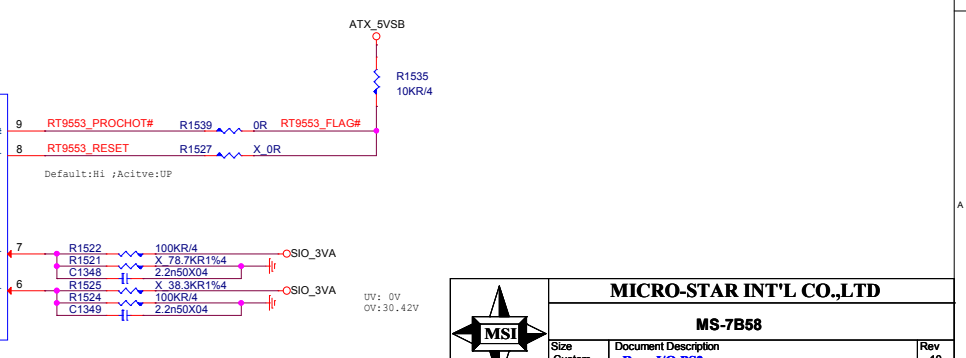 ATX_5VSB
R1535
10KR/4
9 RT9553_PROCHOT# R1539 0R RT9553_FLAG#
8 RT9553_RESET R1527 X_0R
Default:Hi ;Acitve:UP
A
7 R1522 100KR/4 SIO_3VA
R1521 X_78.7KR1%4
C1348 2.2n50X04
6 R1525 X_38.3KR1%4 SIO_3VA
R1524 100KR/4
C1349 2.2n50X04
UV: 0V
OV:30.42V
MICRO-STAR INT'L CO.,LTD
MSI
MS-7B58
Size Document Description Rev
Custom